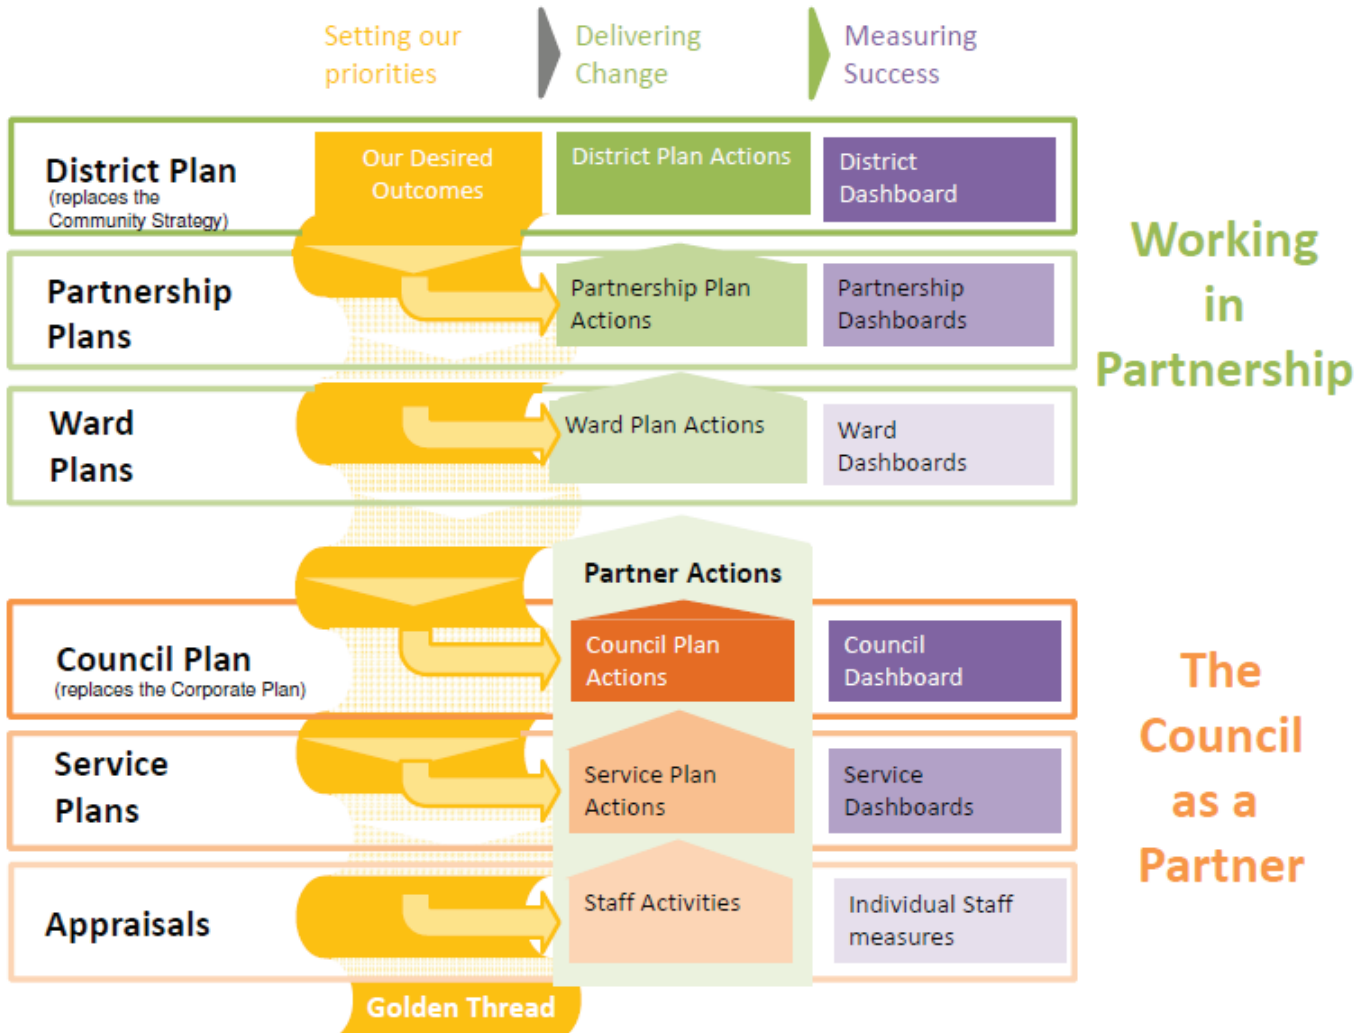 Setting our
priorities
Delivering
Change
Measuring
Success
District Plan
(replaces the
Community Strategy)
Our Desired
Outcomes
District Plan Actions
District
Dashboard
Partnership
Plans
Partnership Plan
Actions
Partnership
Dashboards
Ward
Plans
Ward Plan Actions
Ward
Dashboards
Working
in
Partnership
Partner Actions
Council Plan
(replaces the Corporate Plan)
Council Plan
Actions
Council
Dashboard
Service
Plans
Service Plan
Actions
Service
Dashboards
Appraisals
Staff Activities
Individual Staff
measures
The
Council
as a
Partner
Golden Thread